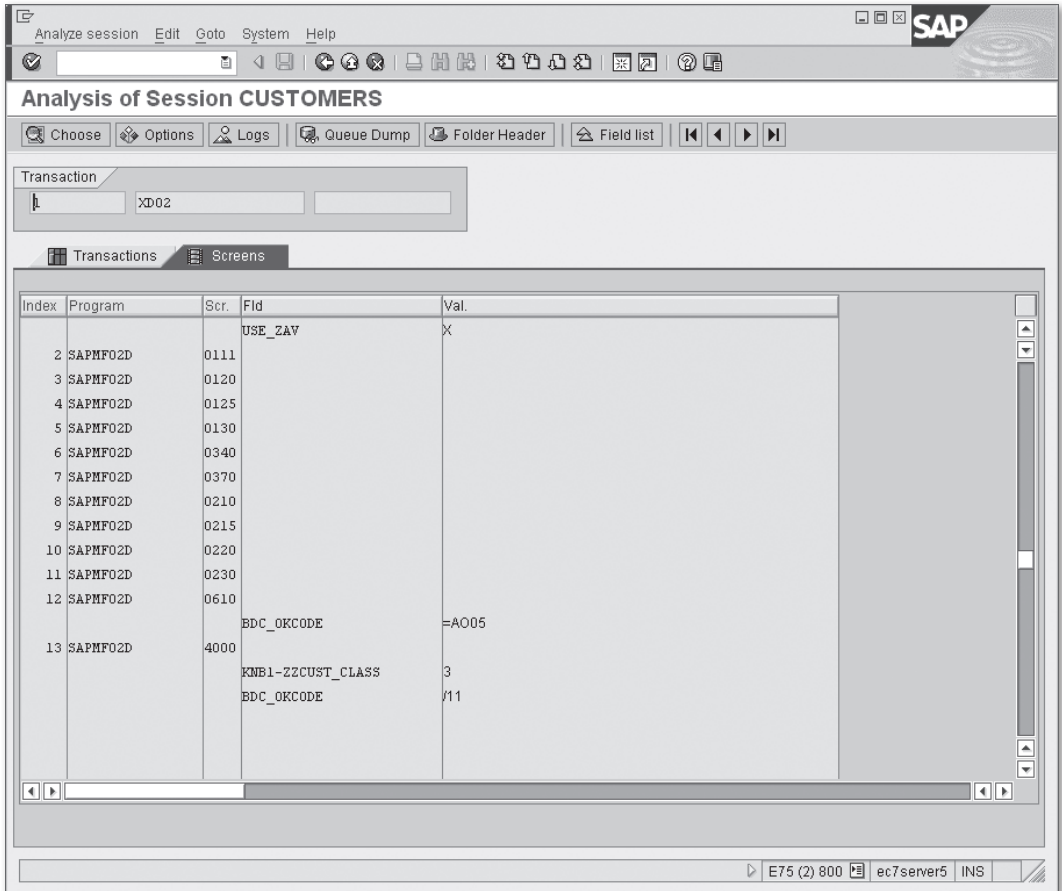 Analyze session Edit Goto System Help
SAP
Analysis of Session CUSTOMERS
Choose Options Logs Queue Dump Folder Header Field list
Transaction
1 XD02
Transactions Screens
Index Program Scr. Fld Val.
USE_ZAV X
2 SAPMF02D 0111
3 SAPMF02D 0120
4 SAPMF02D 0125
5 SAPMF02D 0130
6 SAPMF02D 0340
7 SAPMF02D 0370
8 SAPMF02D 0210
9 SAPMF02D 0215
10 SAPMF02D 0220
11 SAPMF02D 0230
12 SAPMF02D 0610
BDC_OKCODE =AO05
13 SAPMF02D 4000
KNB1-ZZCUST_CLASS 3
BDC_OKCODE /11
E75 (2) 800 ec7server5 INS